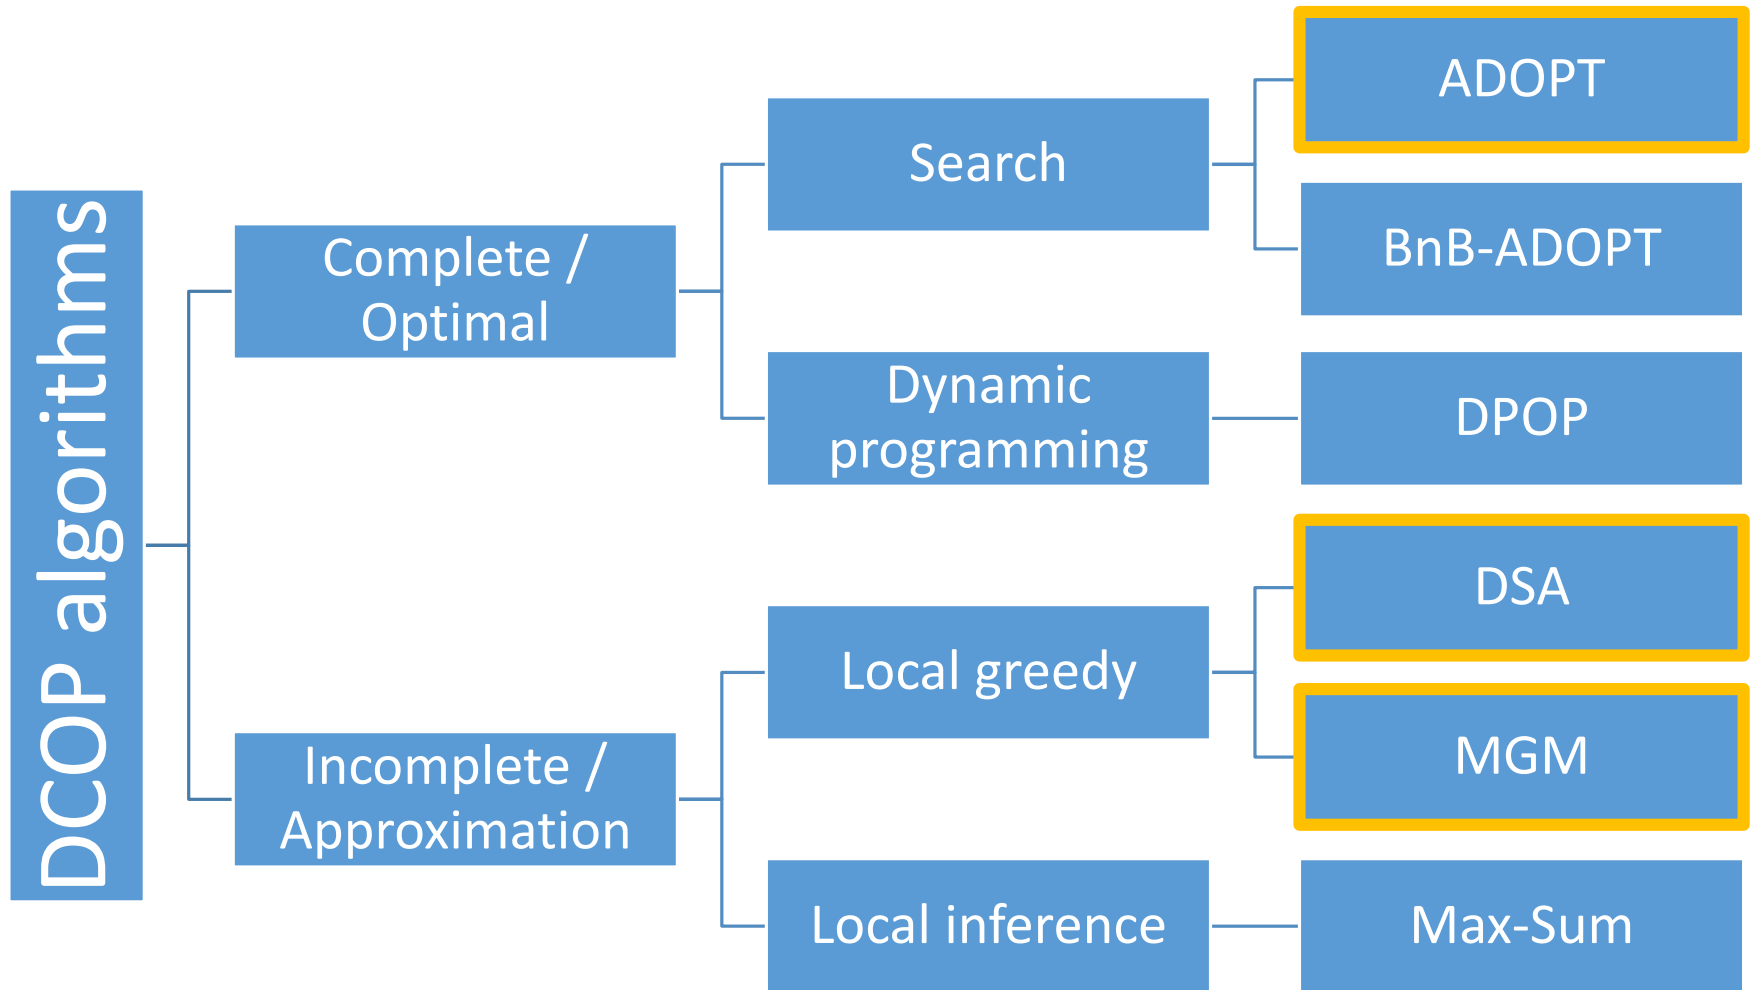 DCOP algorithms
Complete /
Optimal
Search
ADOPT
BnB-ADOPT
Dynamic
programming
DPOP
Incomplete /
Approximation
Local greedy
DSA
MGM
Local inference
Max-Sum